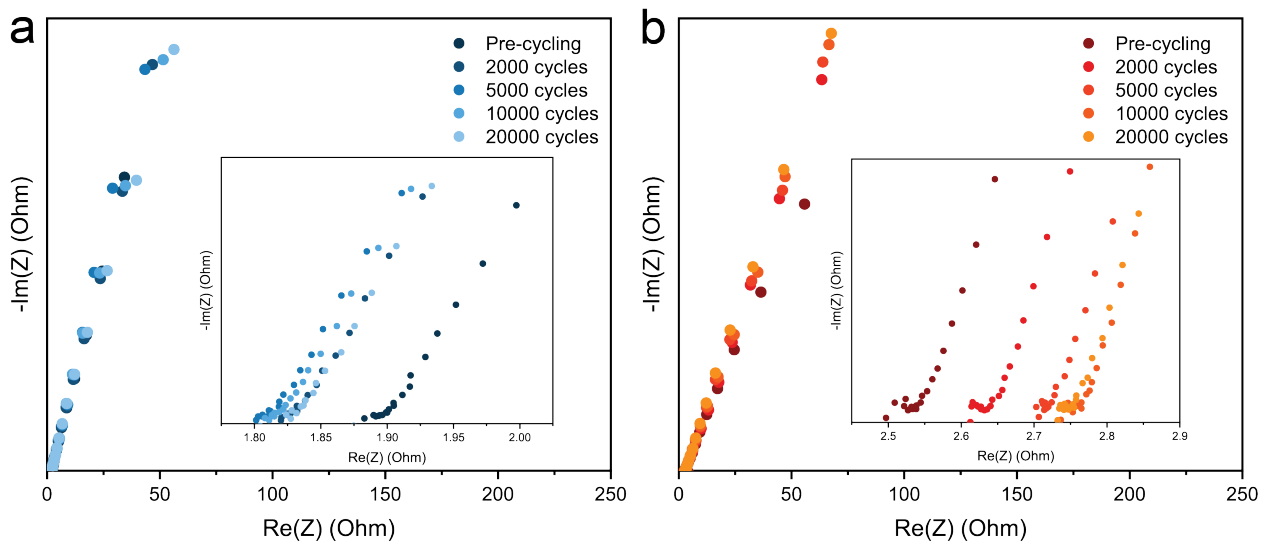 a
Pre-cycling
2000 cycles
5000 cycles
10000 cycles
20000 cycles
-Im(Z) (Ohm)
-Im(Z) (Ohm)
1.80 1.85 1.90 1.95 2.00
Re(Z) (Ohm)
0 50 100 150 200 250
Re(Z) (Ohm)
b
Pre-cycling
2000 cycles
5000 cycles
10000 cycles
20000 cycles
-Im(Z) (Ohm)
-Im(Z) (Ohm)
2.5 2.6 2.7 2.8 2.9
Re(Z) (Ohm)
0 50 100 150 200 250
Re(Z) (Ohm)